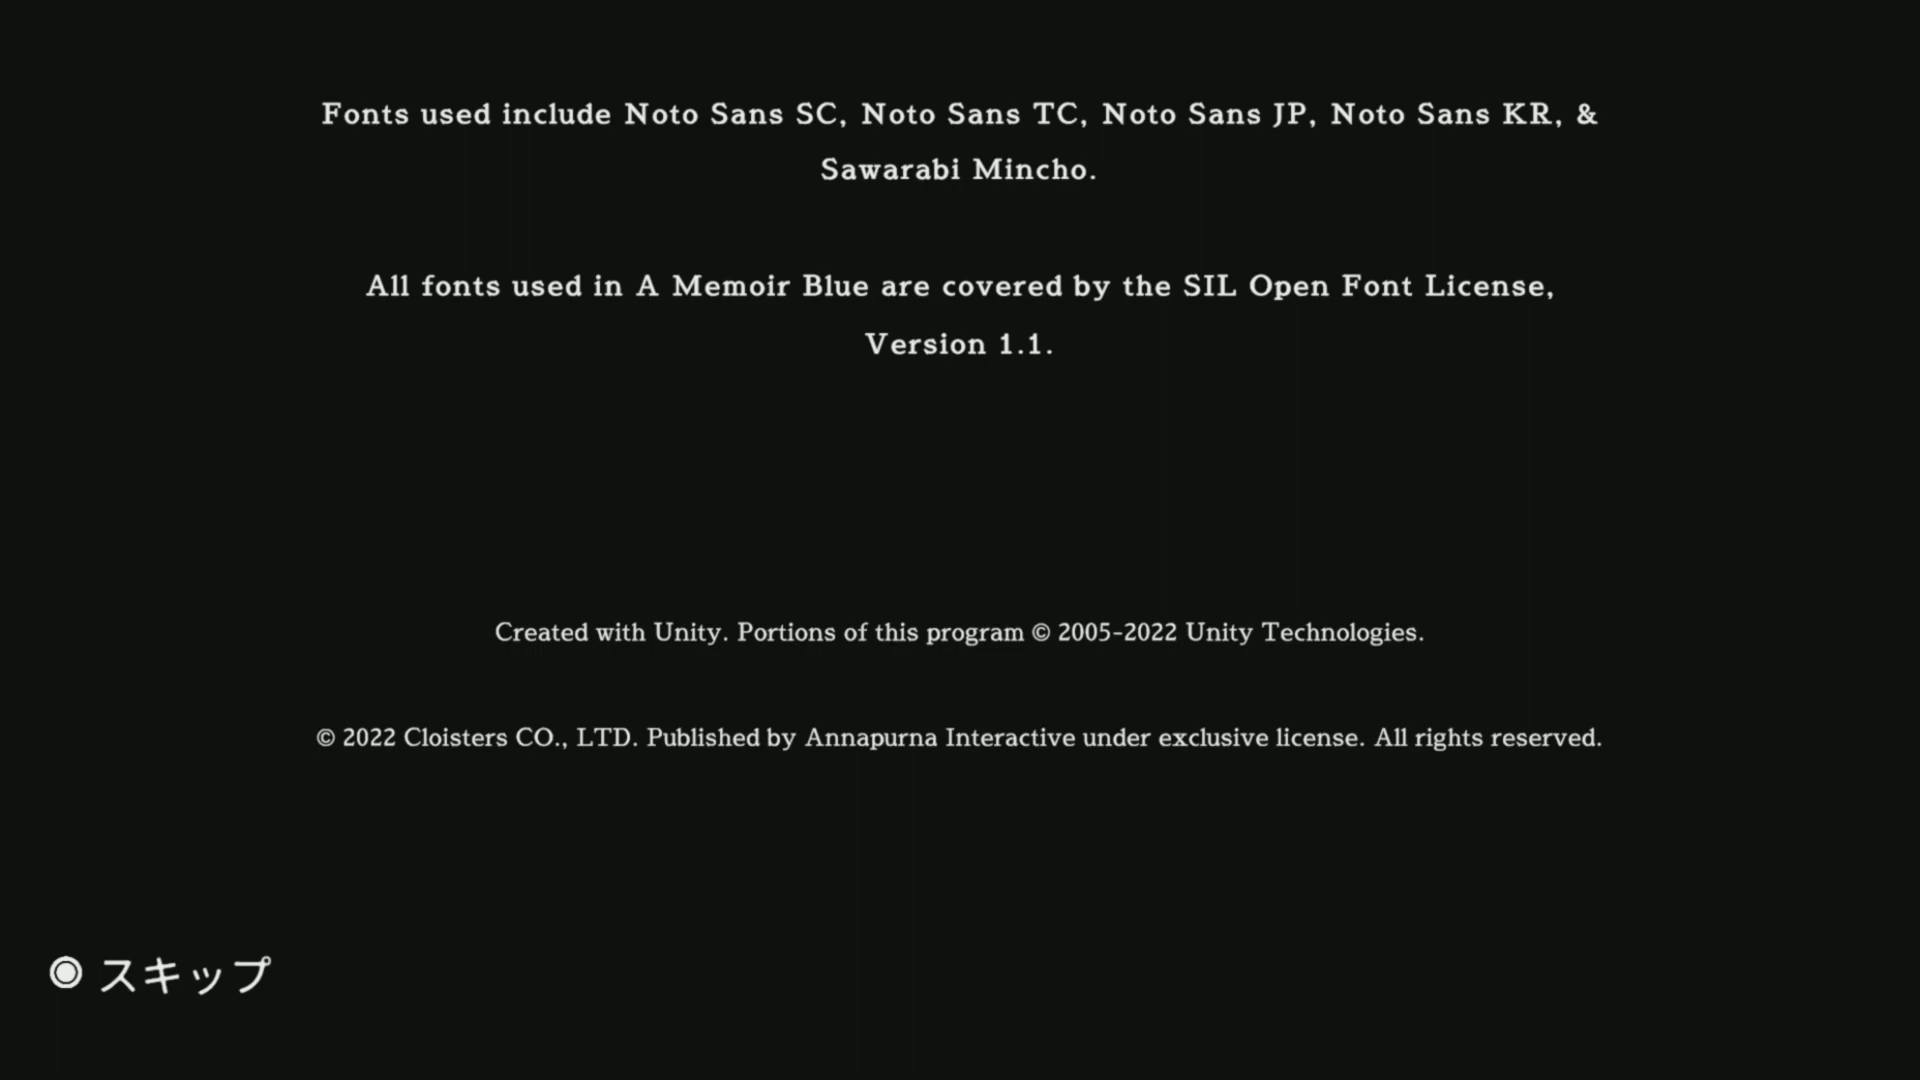 Fonts used include Noto Sans SC, Noto Sans TC, Noto Sans JP, Noto Sans KR, &
Sawarabi Mincho.
All fonts used in A Memoir Blue are covered by the SIL Open Font License,
Version 1.1.
Created with Unity. Portions of this program © 2005-2022 Unity Technologies.
© 2022 Cloisters CO., LTD. Published by Annapurna Interactive under exclusive license. All rights reserved.
スキップ